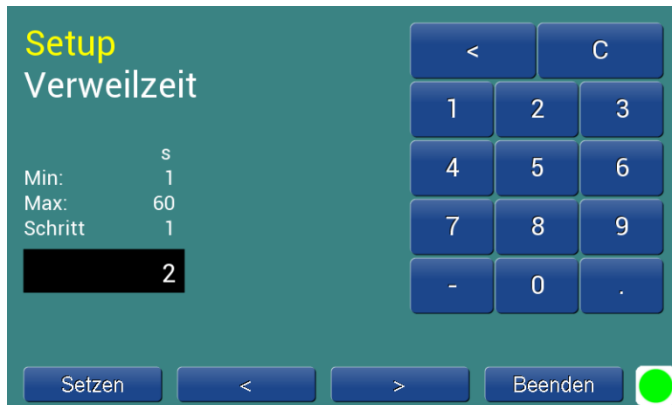 Setup
Verweilzeit
s
Min: 1
Max: 60
Schritt 1
2
< C
1 2 3
4 5 6
7 8 9
- 0 .
Setzen < > Beenden